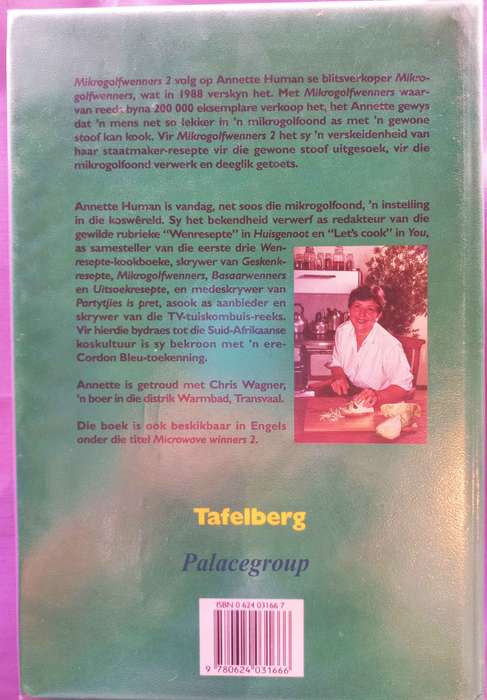 Mikrogolfwenners 2 volg op Annette Human se blitsverkoper Mikro-
golfwenners, wat in 1988 verskyn het. Met Mikrogolfwenners waar-
van reeds byna 200 000 eksemplare verkoop het, het Annette gewys
dat 'n mens net so lekker in 'n mikrogolfoond as met 'n gewone
stoof kan kook. Vir Mikrogolfwenners 2 het sy 'n verskeidenheid van
haar staatmaker-resepte vir die gewone stoof uitgesoek, vir die
mikrogolfoond verwerk en deeglik getoets.
Annette Human is vandag, net soos die mikrogolfoond, 'n instelling
in die koswêreld. Sy het bekendheid verwerf as redakteur van die
gewilde rubrieke "Wenresepte" in Huisgenoot en "Let's cook" in You,
as samesteller van die eerste drie Wen-
resepte-kookboeke, skrywer van Geskenk-
resepte, Mikrogolfwenners, Basaarwenners
en Uitsoekresepte, en medeskrywer van
Partytjies is pret, asook as aanbieder en
skrywer van die TV-tuiskombuis-reeks.
Vir hierdie bydraes tot die Suid-Afrikaanse
koskultuur is sy bekroon met 'n ere-
Cordon Bleu-toekenning.
Annette is getroud met Chris Wagner,
'n boer in die distrik Warmbad, Transvaal.
Die boek is ook beskikbaar in Engels
onder die titel Microwave winners 2.
Tafelberg
Palacegroup
ISBN 0 624 03166 7
9 780624 031666